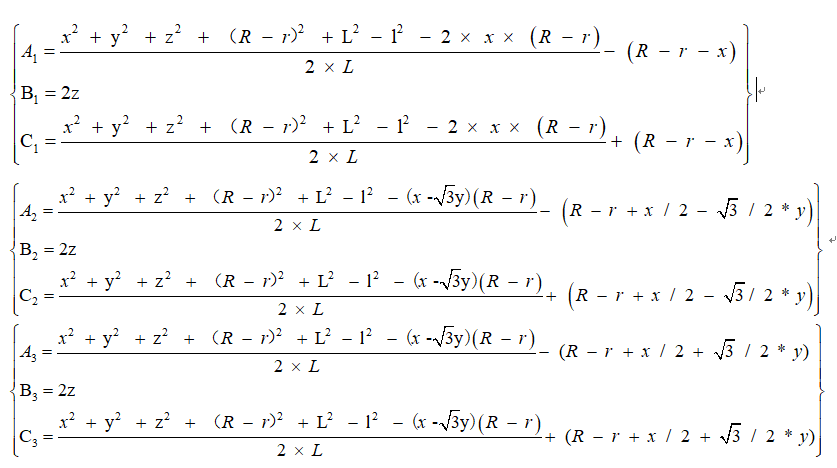 A₁ = (x² + y² + z² + (R − r)² + L² − l² − 2 × x × (R − r)) / (2 × L) − (R − r − x)
B₁ = 2z
C₁ = (x² + y² + z² + (R − r)² + L² − l² − 2 × x × (R − r)) / (2 × L) + (R − r − x)
A₂ = (x² + y² + z² + (R − r)² + L² − l² − (x -√3y)(R − r)) / (2 × L) − (R − r + x / 2 − √3 / 2 * y)
B₂ = 2z
C₂ = (x² + y² + z² + (R − r)² + L² − l² − (x -√3y)(R − r)) / (2 × L) + (R − r + x / 2 − √3 / 2 * y)
A₃ = (x² + y² + z² + (R − r)² + L² − l² − (x -√3y)(R − r)) / (2 × L) − (R − r + x / 2 + √3 / 2 * y)
B₃ = 2z
C₃ = (x² + y² + z² + (R − r)² + L² − l² − (x -√3y)(R − r)) / (2 × L) + (R − r + x / 2 + √3 / 2 * y)